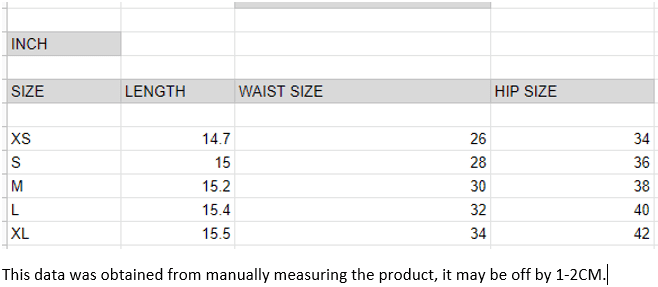 INCH
SIZE LENGTH WAIST SIZE HIP SIZE
XS 14.7 26 34
S 15 28 36
M 15.2 30 38
L 15.4 32 40
XL 15.5 34 42
This data was obtained from manually measuring the product, it may be off by 1-2CM.